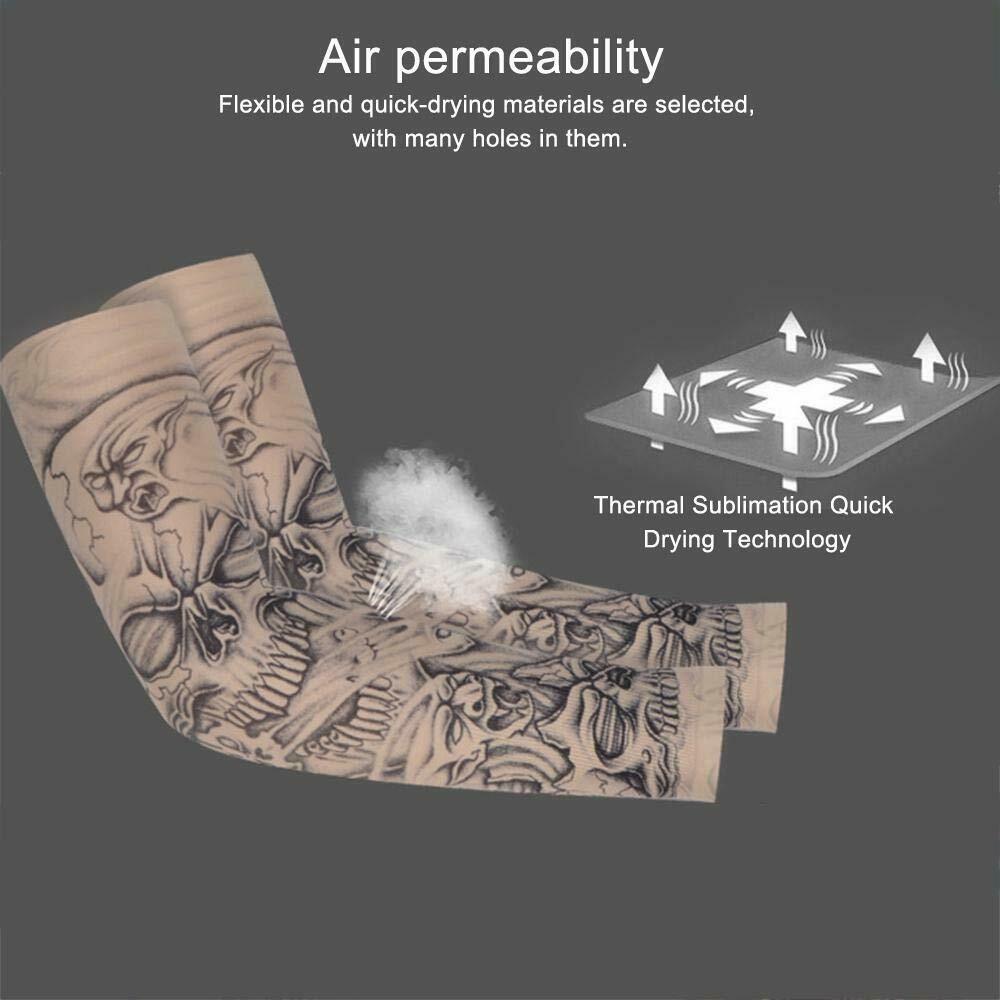 Air permeability
Flexible and quick-drying materials are selected,
with many holes in them.
Thermal Sublimation Quick
Drying Technology